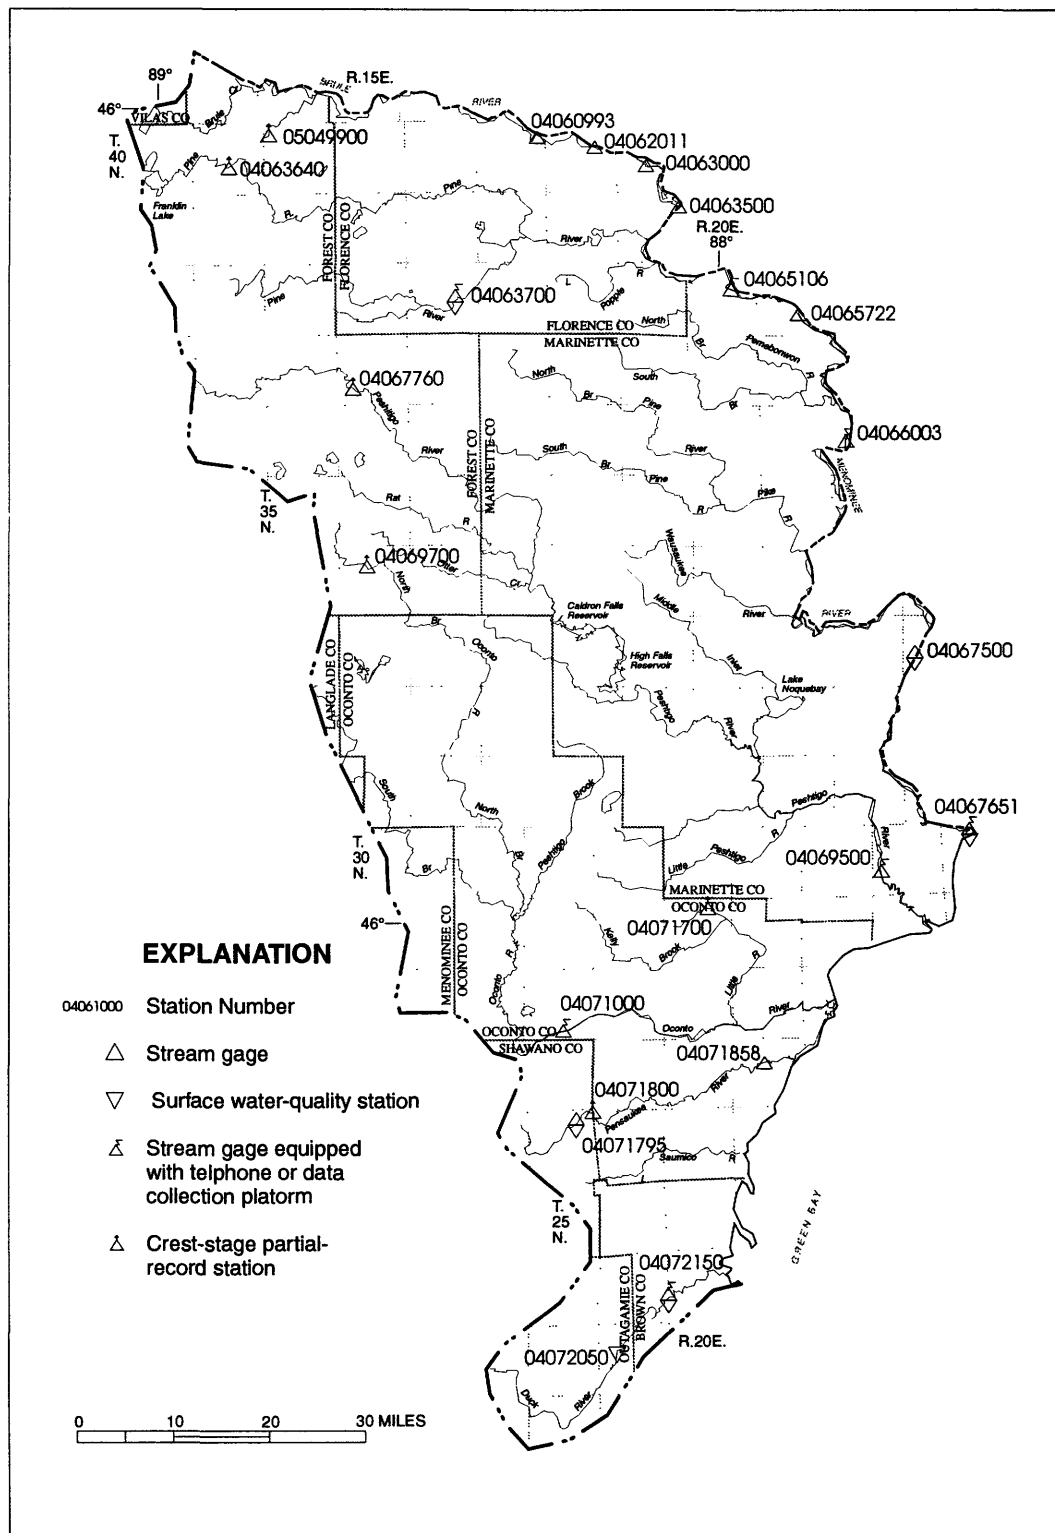 BRULE
R.15E.
RIVER
89°
46°
VILAS CO
Brule
Cr
05049900
04060993
04062011
04063000
T.
40
N.
Pine
04063640
Franklin
Lake
R.
Pine
04063500
R.20E.
88°
FOREST CO
FLORENCE CO
River
R
L
Popple
04065106
Pine
River
04063700
04065722
North
Br
FLORENCE CO
MARINETTE CO
Pemebonwon
R
04067760
North
Br
South
Br
Pine
Peshtigo
River
04066003
MENOMINEE
FOREST CO
MARINETTE CO
South
Br
Pine
R
River
Pike
R
T.
35
N.
Rat
R
Wausaukee
04069700
Otter
Cr
North
Br
Middle
River
RIVER
Caldron Falls
Reservoir
LANGLADE CO
OCONTO CO
Oconto
R
High Falls
Reservoir
Inlet
Lake
Noquebay
04067500
Peshtigo
River
South
North
Brook
Peshtigo
River
04067651
T.
30
N.
Br
R
Peshtigo
Little
Peshtigo
R
04069500
MARINETTE CO
OCONTO CO
46°
04071700
MENOMINEE CO
OCONTO CO
Kelly
Brook
R
Little
R
Oconto
04071000
River
Oconto
OCONTO CO
SHAWANO CO
04071858
04071800
River
Pensaukee
04071795
Suamico
R
T.
25
N.
GREEN BAY
04072150
OUTAGAMIE CO
BROWN CO
R.20E.
04072050
Duck
River
EXPLANATION
04061000 Station Number
Stream gage
Surface water-quality station
Stream gage equipped
with telphone or data
collection platorm
Crest-stage partial-
record station
0 10 20 30 MILES